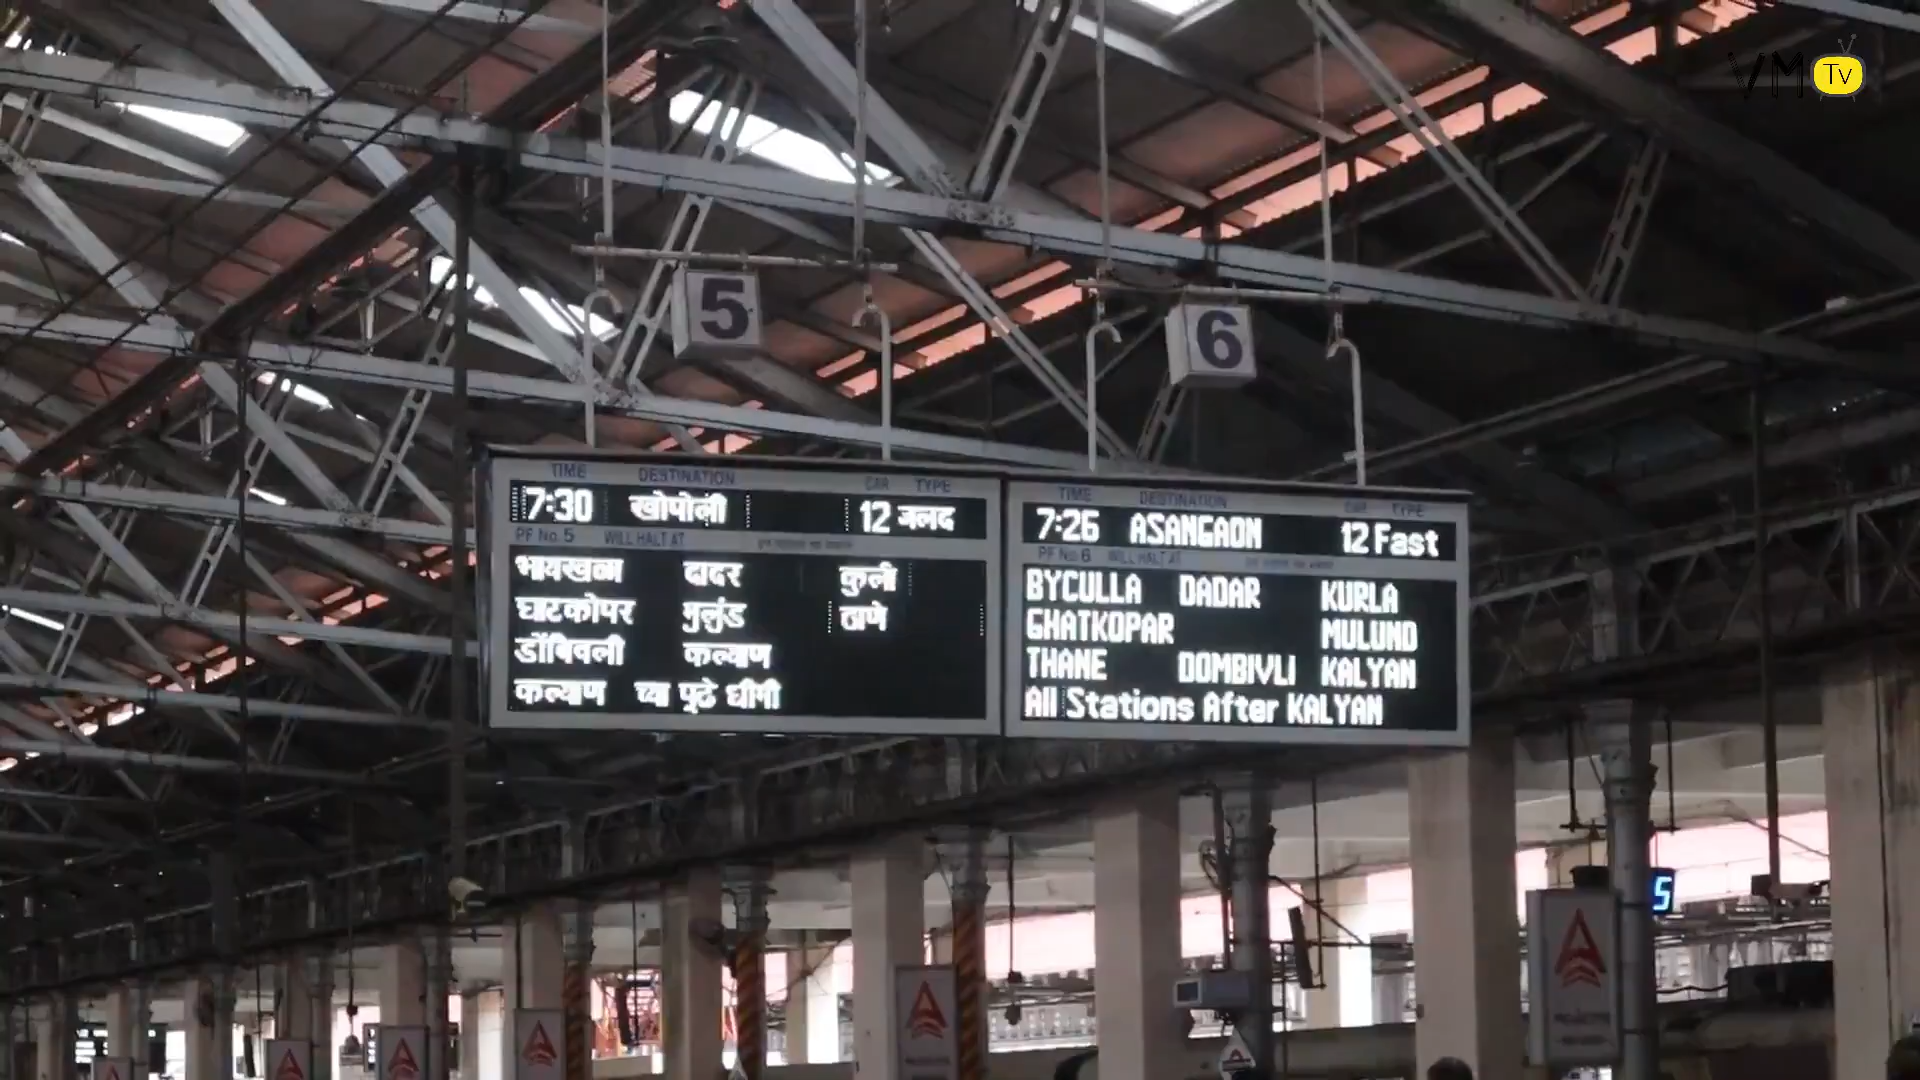 VM Tv
5
6
TIME DESTINATION CAR TYPE
7:30 खोपोली 12 जलद
PF No. 5 WILL HALT AT
भायखळा दादर कुर्ला
घाटकोपर मुलुंड ठाणे
डोंबिवली कल्याण
कल्याण च्या पुढे धीमी
TIME DESTINATION CAR TYPE
7:26 ASANGAON 12 Fast
PF No. 6 WILL HALT AT
BYCULLA DADAR KURLA
GHATKOPAR MULUND
THANE DOMBIVLI KALYAN
All Stations After KALYAN
5